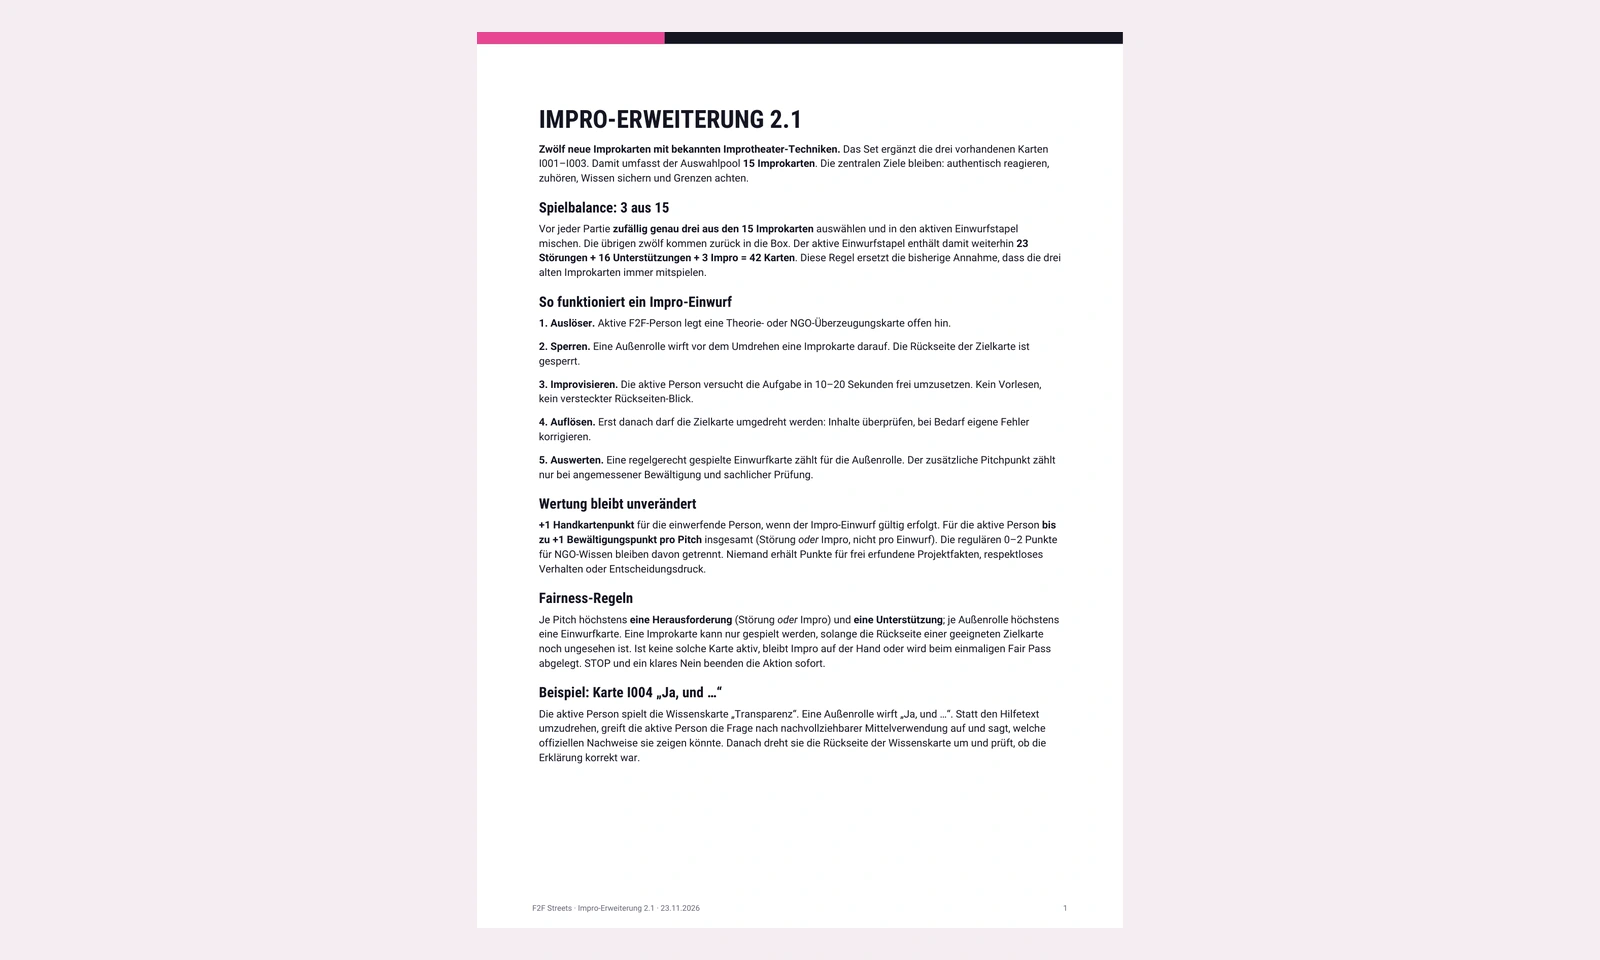 IMPRO-ERWEITERUNG 2.1
Zwölf neue Improkarten mit bekannten Improtheater-Techniken. Das Set ergänzt die drei vorhandenen Karten
I001–I003. Damit umfasst der Auswahlpool 15 Improkarten. Die zentralen Ziele bleiben: authentisch reagieren,
zuhören, Wissen sichern und Grenzen achten.
Spielbalance: 3 aus 15
Vor jeder Partie zufällig genau drei aus den 15 Improkarten auswählen und in den aktiven Einwurfstapel
mischen. Die übrigen zwölf kommen zurück in die Box. Der aktive Einwurfstapel enthält damit weiterhin 23
Störungen + 16 Unterstützungen + 3 Impro = 42 Karten. Diese Regel ersetzt die bisherige Annahme, dass die drei
alten Improkarten immer mitspielen.
So funktioniert ein Impro-Einwurf
1. Auslöser. Aktive F2F-Person legt eine Theorie- oder NGO-Überzeugungskarte offen hin.
2. Sperren. Eine Außenrolle wirft vor dem Umdrehen eine Improkarte darauf. Die Rückseite der Zielkarte ist
gesperrt.
3. Improvisieren. Die aktive Person versucht die Aufgabe in 10–20 Sekunden frei umzusetzen. Kein Vorlesen,
kein versteckter Rückseiten-Blick.
4. Auflösen. Erst danach darf die Zielkarte umgedreht werden: Inhalte überprüfen, bei Bedarf eigene Fehler
korrigieren.
5. Auswerten. Eine regelgerecht gespielte Einwurfkarte zählt für die Außenrolle. Der zusätzliche Pitchpunkt zählt
nur bei angemessener Bewältigung und sachlicher Prüfung.
Wertung bleibt unverändert
+1 Handkartenpunkt für die einwerfende Person, wenn der Impro-Einwurf gültig erfolgt. Für die aktive Person bis
zu +1 Bewältigungspunkt pro Pitch insgesamt (Störung oder Impro, nicht pro Einwurf). Die regulären 0–2 Punkte
für NGO-Wissen bleiben davon getrennt. Niemand erhält Punkte für frei erfundene Projektfakten, respektloses
Verhalten oder Entscheidungsdruck.
Fairness-Regeln
Je Pitch höchstens eine Herausforderung (Störung oder Impro) und eine Unterstützung; je Außenrolle höchstens
eine Einwurfkarte. Eine Improkarte kann nur gespielt werden, solange die Rückseite einer geeigneten Zielkarte
noch ungesehen ist. Ist keine solche Karte aktiv, bleibt Impro auf der Hand oder wird beim einmaligen Fair Pass
abgelegt. STOP und ein klares Nein beenden die Aktion sofort.
Beispiel: Karte I004 „Ja, und …“
Die aktive Person spielt die Wissenskarte „Transparenz“. Eine Außenrolle wirft „Ja, und …“. Statt den Hilfetext
umzudrehen, greift die aktive Person die Frage nach nachvollziehbarer Mittelverwendung auf und sagt, welche
offiziellen Nachweise sie zeigen könnte. Danach dreht sie die Rückseite der Wissenskarte um und prüft, ob die
Erklärung korrekt war.
F2F Streets · Impro-Erweiterung 2.1 · 23.11.2026
1